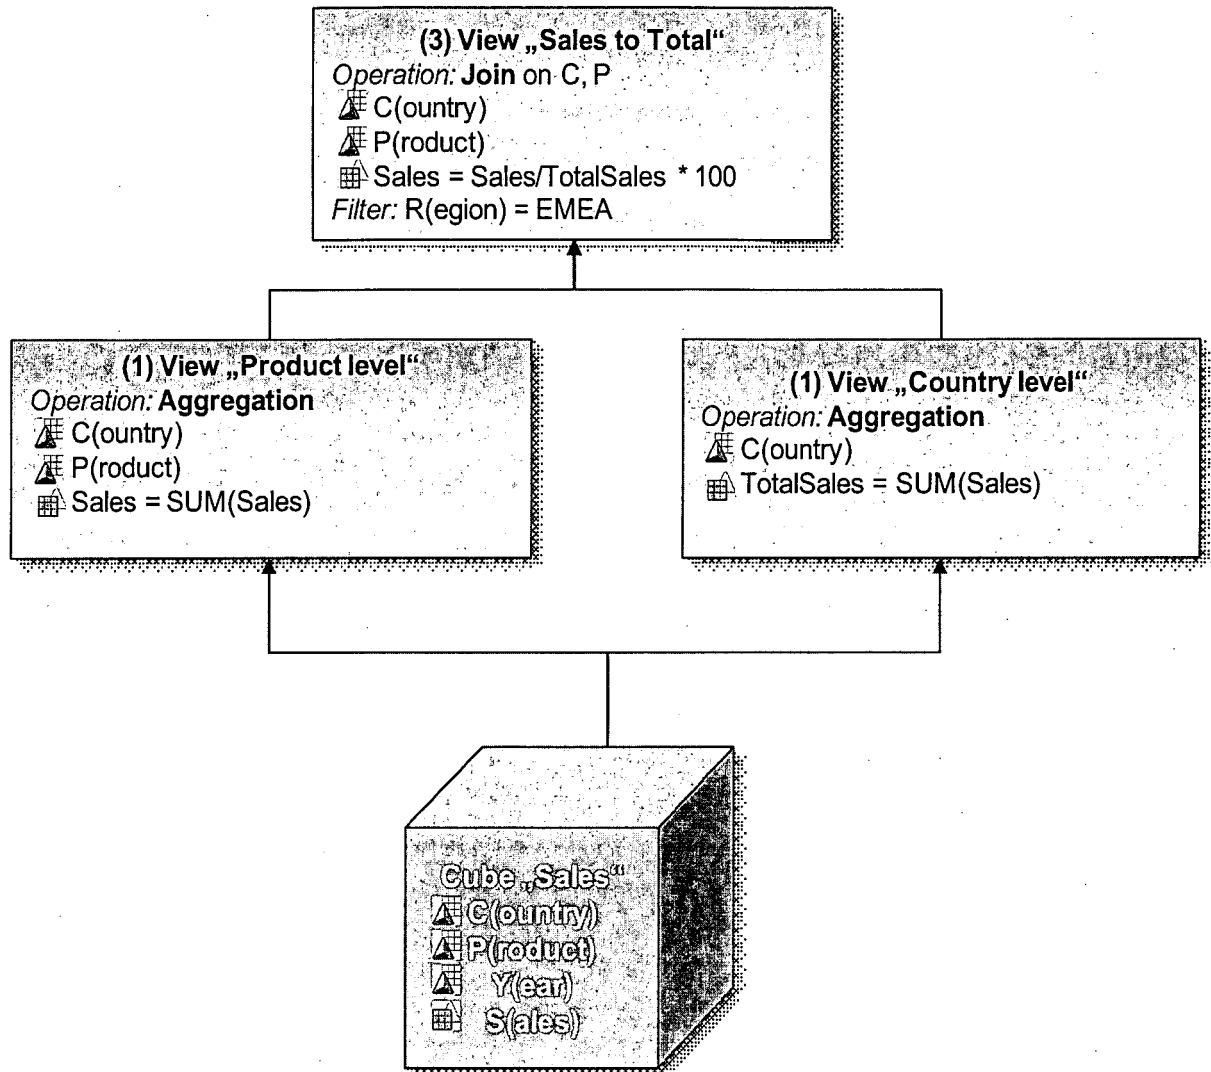 (3) View „Sales to Total“
Operation: Join on C, P
C(ountry)
P(roduct)
Sales = Sales/TotalSales * 100
Filter: R(egion) = EMEA
(1) View „Product level“
Operation: Aggregation
C(ountry)
P(roduct)
Sales = SUM(Sales)
(1) View „Country level“
Operation: Aggregation
C(ountry)
TotalSales = SUM(Sales)
Cube „Sales“
C(ountry)
P(roduct)
Y(ear)
S(ales)